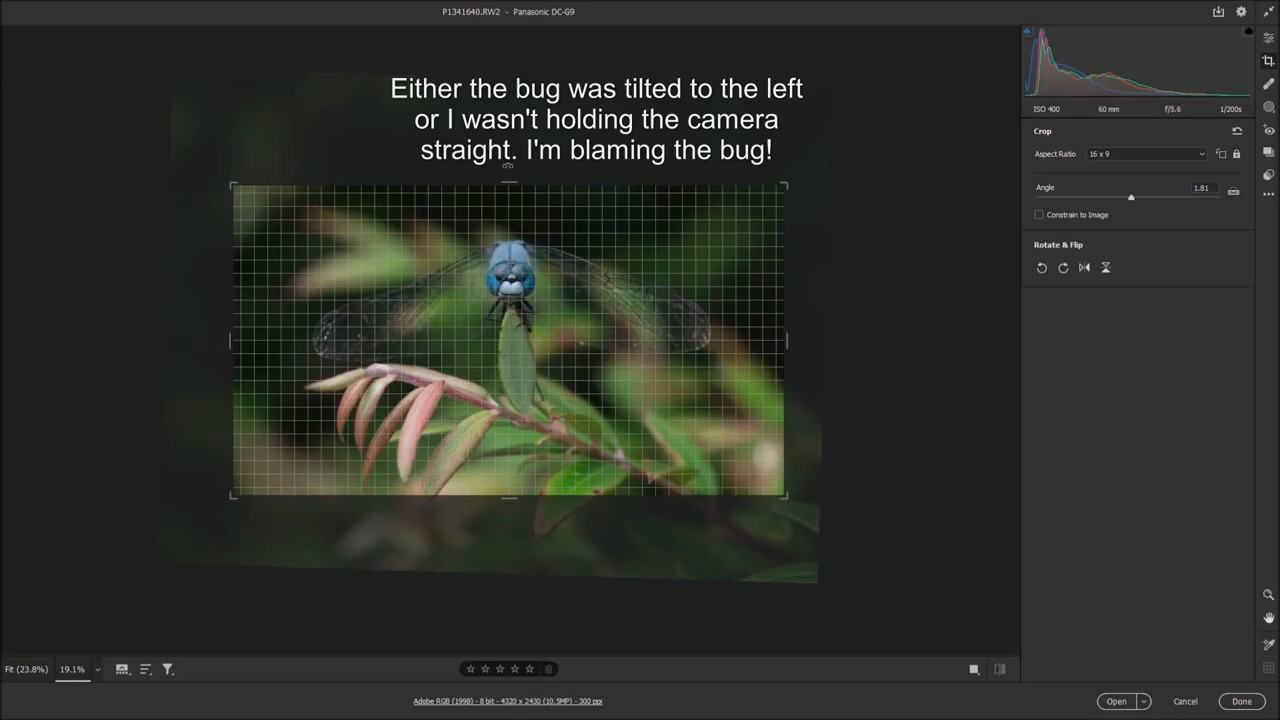 P1341640.RW2 - Panasonic DC-G9
Either the bug was tilted to the left
or I wasn't holding the camera
straight. I'm blaming the bug!
ISO 400 60 mm f/5.6 1/200s
Crop
Aspect Ratio 16 x 9
Angle 1.81
Constrain to Image
Rotate & Flip
Fit (23.8%) 19.1%
Adobe RGB (1998) - 8 bit - 4320 x 2430 (10.5MP) - 300 ppi
Open Cancel Done